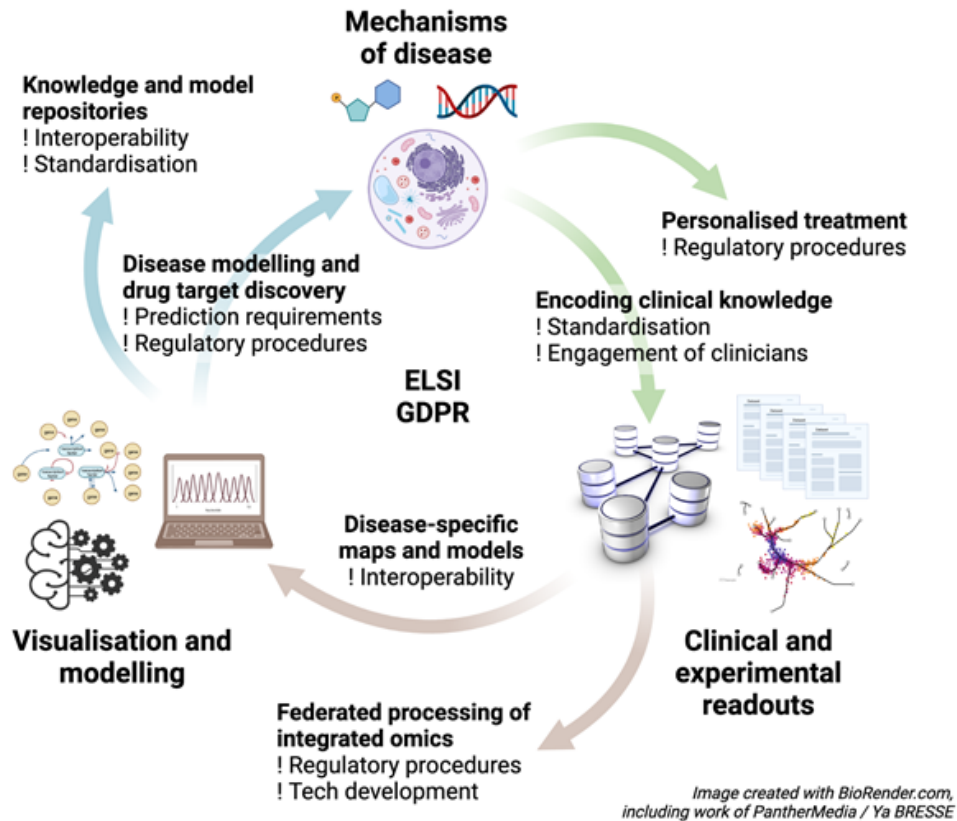 Mechanisms
of disease
Knowledge and model
repositories
! Interoperability
! Standardisation
Personalised treatment
! Regulatory procedures
Disease modelling and
drug target discovery
! Prediction requirements
! Regulatory procedures
Encoding clinical knowledge
! Standardisation
! Engagement of clinicians
ELSI
GDPR
Disease-specific
maps and models
! Interoperability
Visualisation and
modelling
Clinical and
experimental
readouts
Federated processing of
integrated omics
! Regulatory procedures
! Tech development
Image created with BioRender.com,
including work of PantherMedia / Ya BRESSE